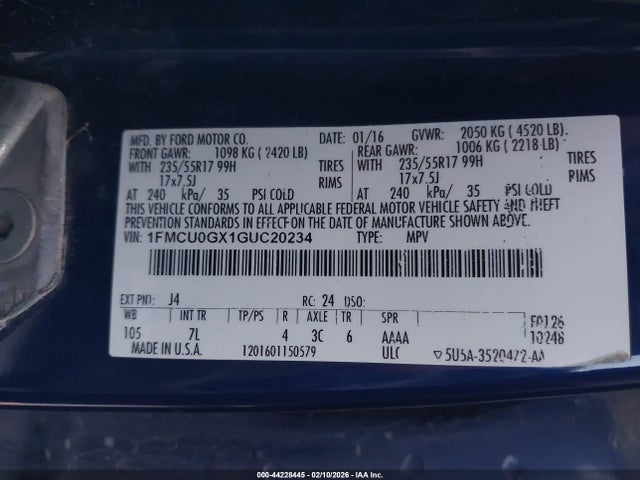 MFD. BY FORD MOTOR CO. DATE: 01/16 GVWR: 2050 KG ( 4520 LB)
FRONT GAWR: 1098 KG ( 2420 LB) REAR GAWR: 1006 KG ( 2218 LB)
WITH 235/55R17 99H TIRES WITH 235/55R17 99H TIRES
17x7.5J RIMS 17x7.5J RIMS
AT 240 kPa/ 35 PSI COLD AT 240 kPa/ 35 PSI COLD
THIS VEHICLE CONFORMS TO ALL APPLICABLE FEDERAL MOTOR VEHICLE SAFETY AND THEFT
PREVENTION STANDARDS IN EFFECT ON THE DATE OF MANUFACTURE SHOWN ABOVE.
VIN: 1FMCU0GX1GUC20234 TYPE: MPV
EXT PNT: J4 RC: 24 DSO:
WB INT TR TP/PS R AXLE TR SPR
105 7L 4 3C 6 AAAA
MADE IN U.S.A. 1201601150579 ULC 5U5A-3520472-AA
10248
000-44228445 - 02/10/2026 - IAA Inc.